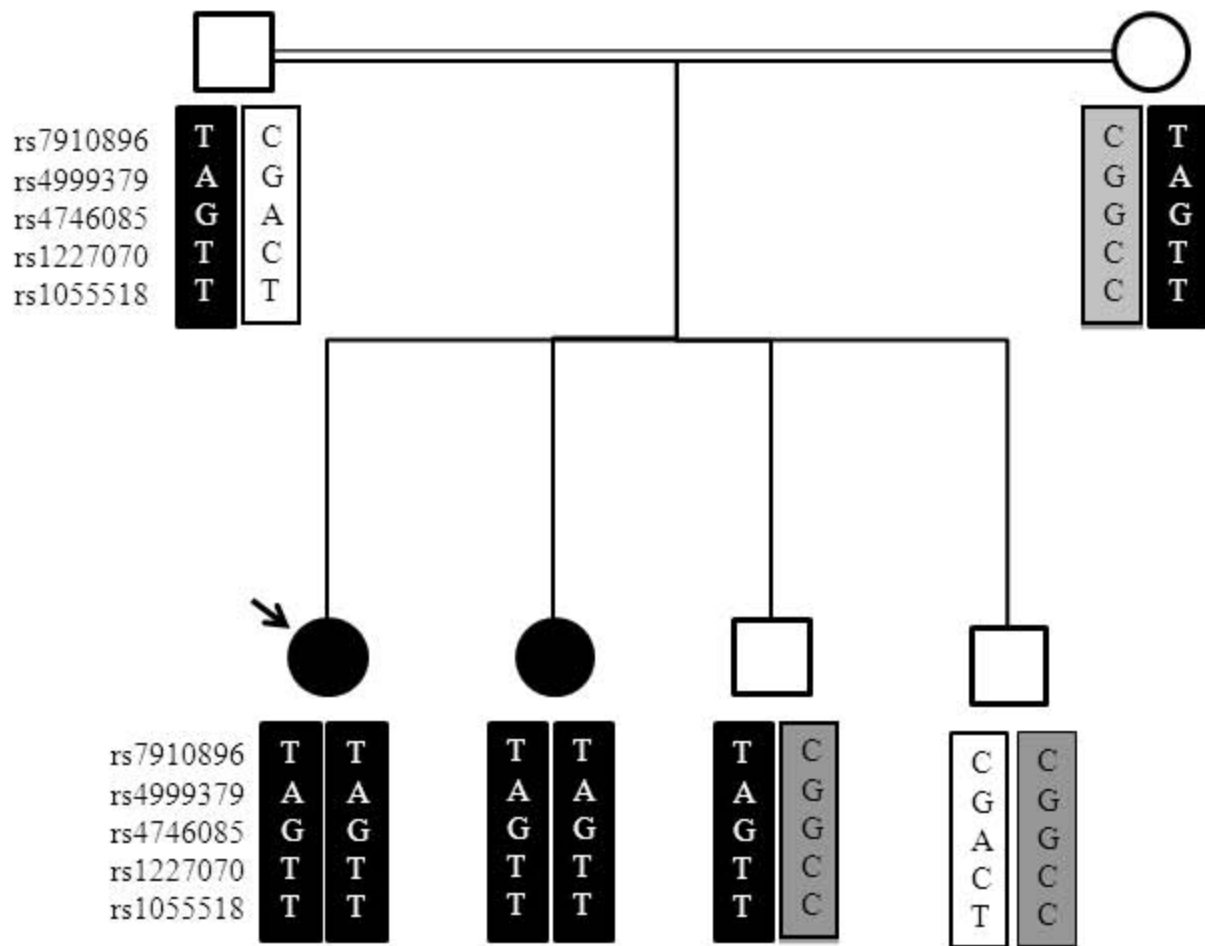 rs7910896 T C C T
rs4999379 A G G A
rs4746085 G A G G
rs1227070 T C C T
rs1055518 T T C T
rs7910896 T T T T T C C C
rs4999379 A A A A A G G G
rs4746085 G G G G G G A G
rs1227070 T T T T T C C C
rs1055518 T T T T T C T C